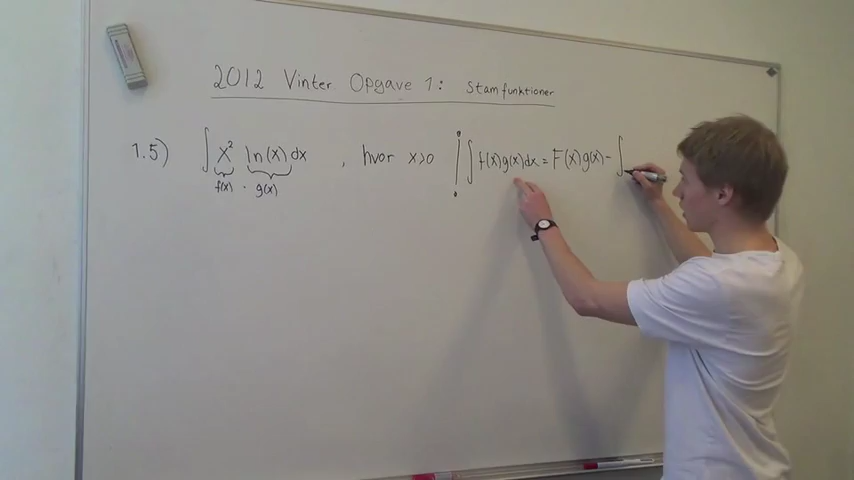 2012 Vinter Opgave 1: Stamfunktioner
1.5) ∫ x² ln(x) dx , hvor x>0 ∫ f(x)g(x)dx = F(x)g(x) - ∫
f(x) · g(x)